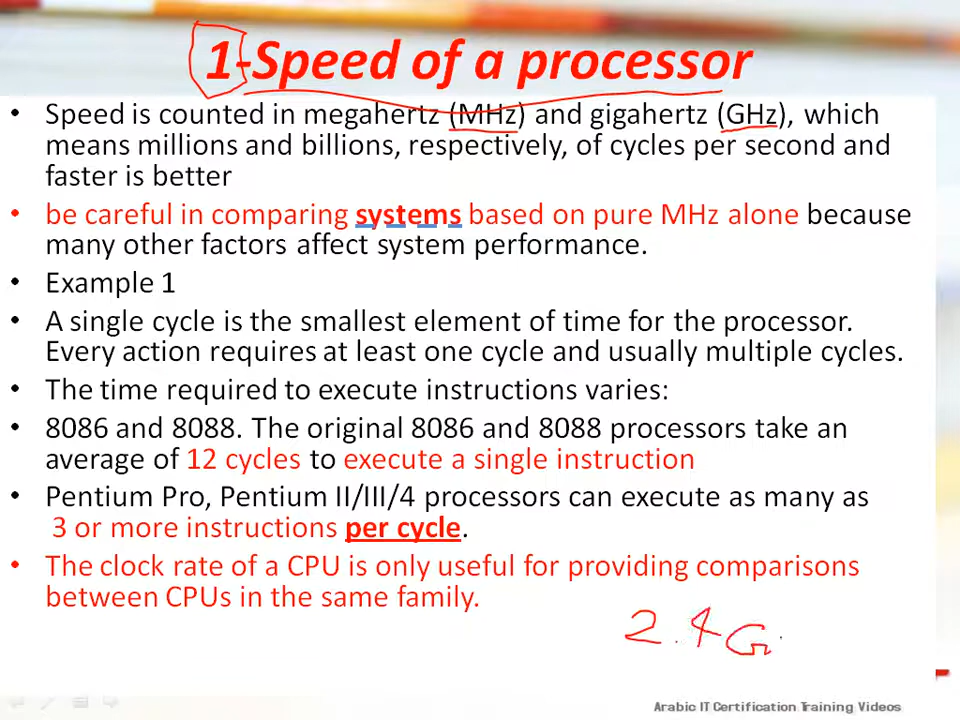 1-Speed of a processor
• Speed is counted in megahertz (MHz) and gigahertz (GHz), which
means millions and billions, respectively, of cycles per second and
faster is better
• be careful in comparing systems based on pure MHz alone because
many other factors affect system performance.
• Example 1
• A single cycle is the smallest element of time for the processor.
Every action requires at least one cycle and usually multiple cycles.
• The time required to execute instructions varies:
• 8086 and 8088. The original 8086 and 8088 processors take an
average of 12 cycles to execute a single instruction
• Pentium Pro, Pentium II/III/4 processors can execute as many as
3 or more instructions per cycle.
• The clock rate of a CPU is only useful for providing comparisons
between CPUs in the same family.
2.4G
Arabic IT Certification Training Videos